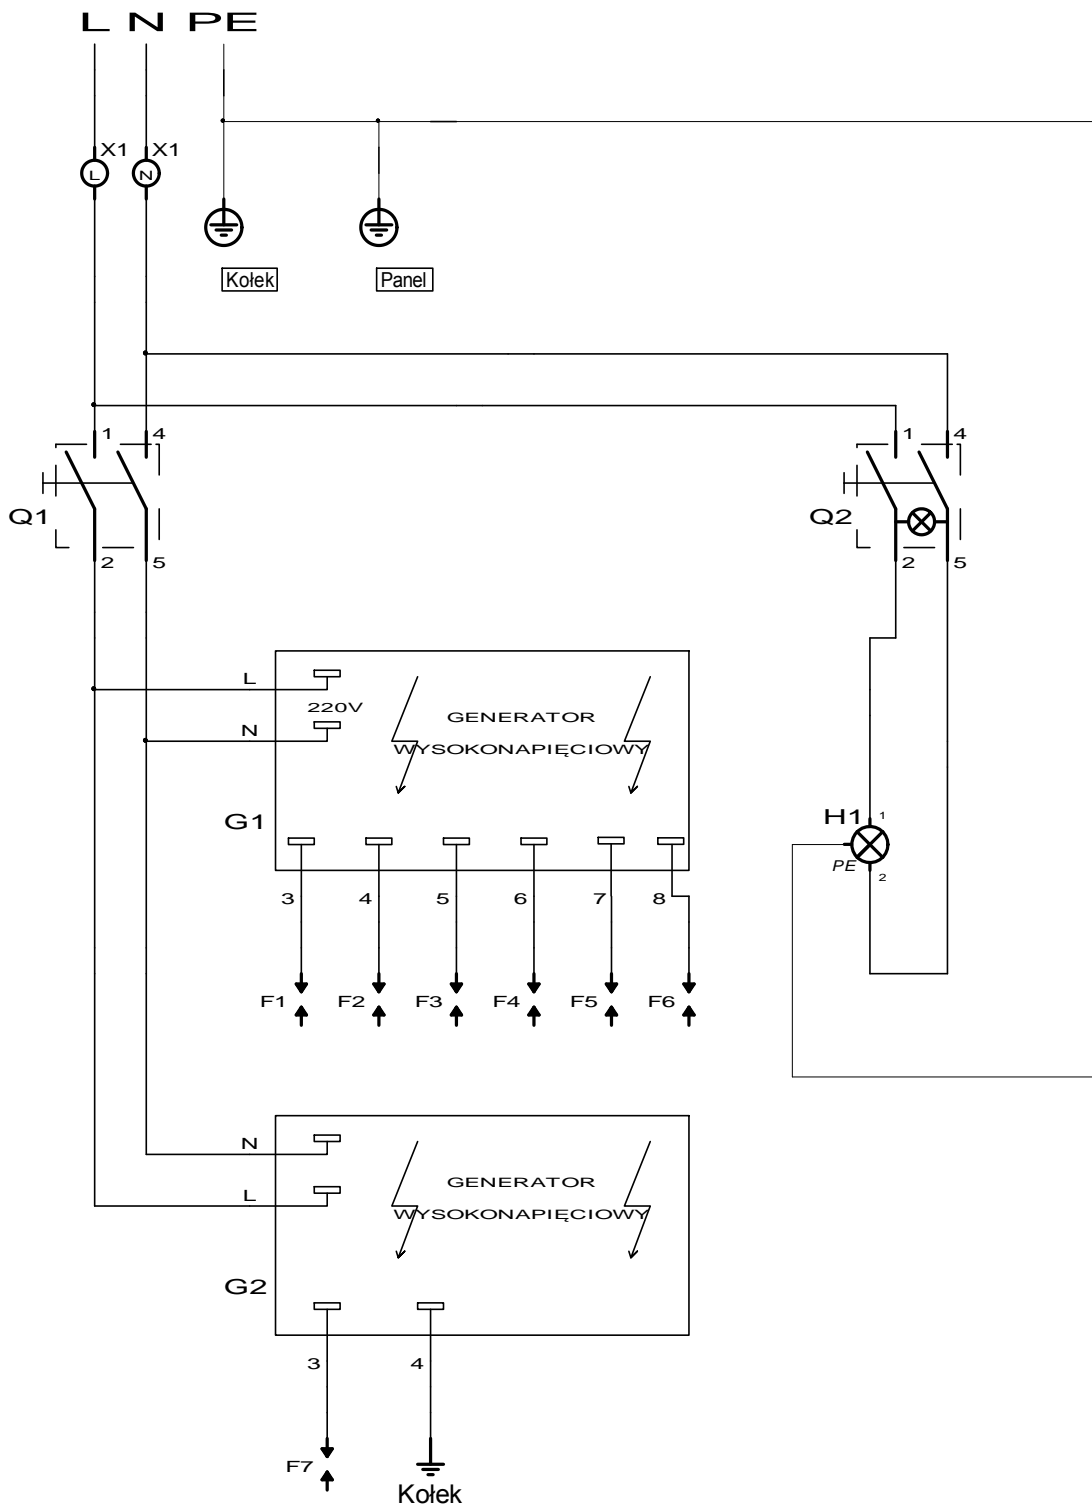 L N PE
X1 X1
L N
Kołek Panel
1 4 1 4
Q1 Q2
2 5 2 5
L
220V
N
GENERATOR
WYSOKONAPIĘCIOWY
G1
H1 1
PE 2
3 4 5 6 7 8
F1 F2 F3 F4 F5 F6
N
L
GENERATOR
WYSOKONAPIĘCIOWY
G2
3 4
F7
Kołek